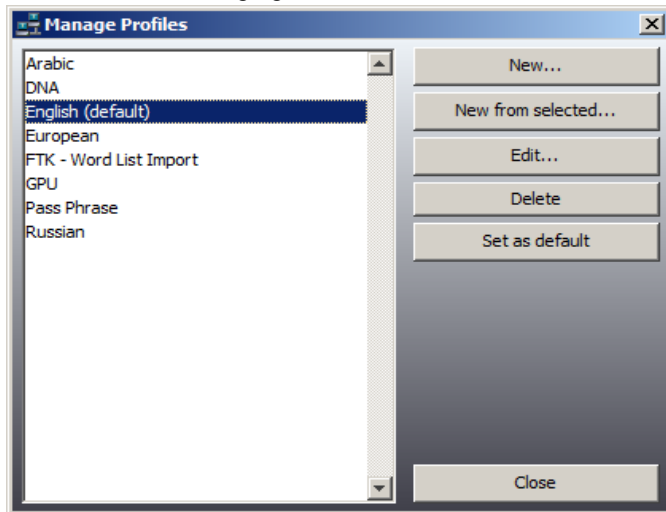 Manage Profiles
Arabic
DNA
English (default)
European
FTK - Word List Import
GPU
Pass Phrase
Russian
New...
New from selected...
Edit...
Delete
Set as default
Close